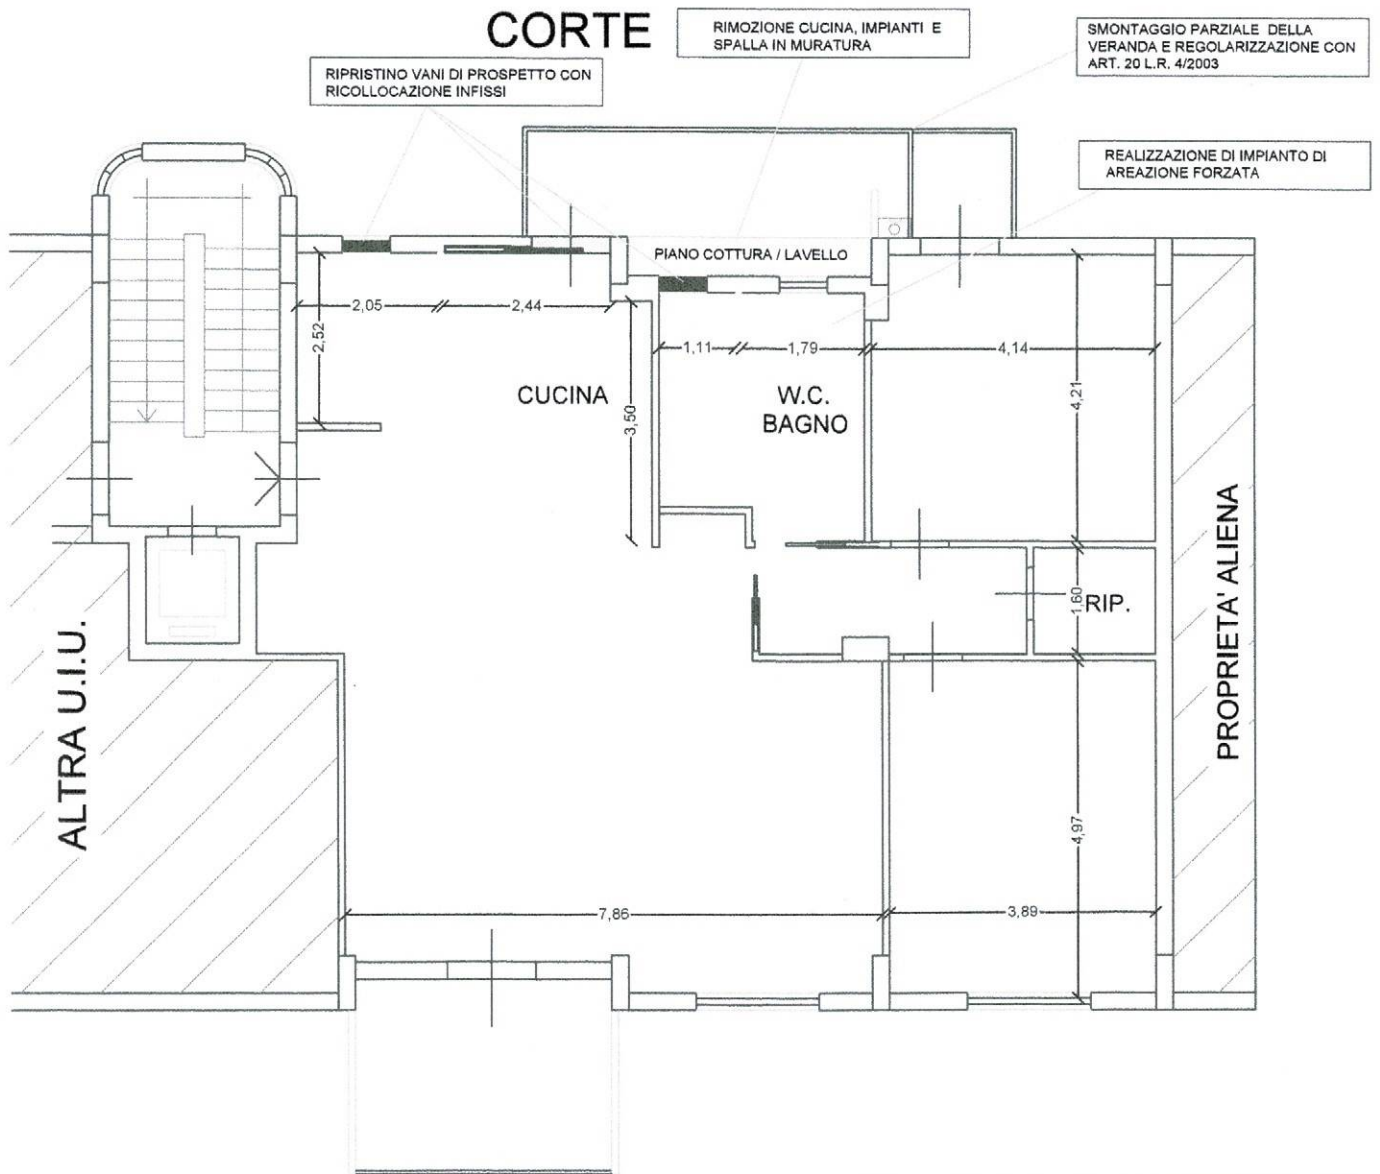 CORTE
RIMOZIONE CUCINA, IMPIANTI E
SPALLA IN MURATURA
SMONTAGGIO PARZIALE DELLA
VERANDA E REGOLARIZZAZIONE CON
ART. 20 L.R. 4/2003
RIPRISTINO VANI DI PROSPETTO CON
RICOLLOCAZIONE INFISSI
REALIZZAZIONE DI IMPIANTO DI
AREAZIONE FORZATA
PIANO COTTURA / LAVELLO
2,05
2,44
2,52
1,11
1,79
4,14
4,21
CUCINA
3,50
W.C.
BAGNO
PROPRIETA' ALIENA
1,60
RIP.
ALTRA U.I.U.
4,97
7,86
3,89